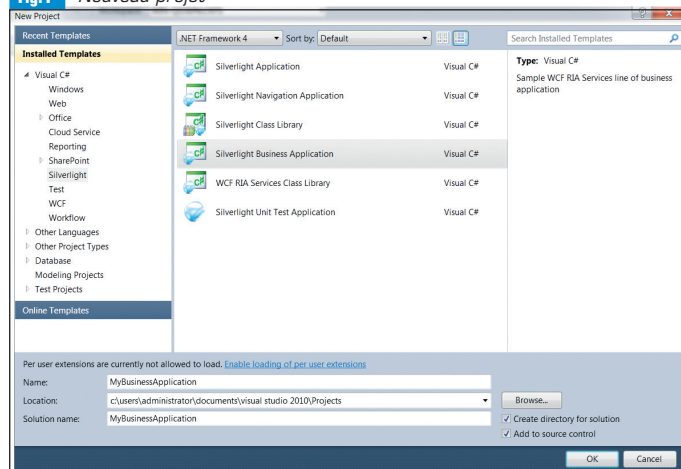 Fig.1 Nouveau projet
New Project
Recent Templates
Installed Templates
Visual C#
Windows
Web
Office
Cloud Service
Reporting
SharePoint
Silverlight
Test
WCF
Workflow
Other Languages
Other Project Types
Database
Modeling Projects
Test Projects
Online Templates
.NET Framework 4 Sort by: Default
Silverlight Application Visual C#
Silverlight Navigation Application Visual C#
Silverlight Class Library Visual C#
Silverlight Business Application Visual C#
WCF RIA Services Class Library Visual C#
Silverlight Unit Test Application Visual C#
Search Installed Templates
Type: Visual C#
Sample WCF RIA Services line of business
application
Per user extensions are currently not allowed to load. Enable loading of per user extensions
Name: MyBusinessApplication
Location: c:\users\administrator\documents\visual studio 2010\Projects Browse...
Solution name: MyBusinessApplication
Create directory for solution
Add to source control
OK Cancel